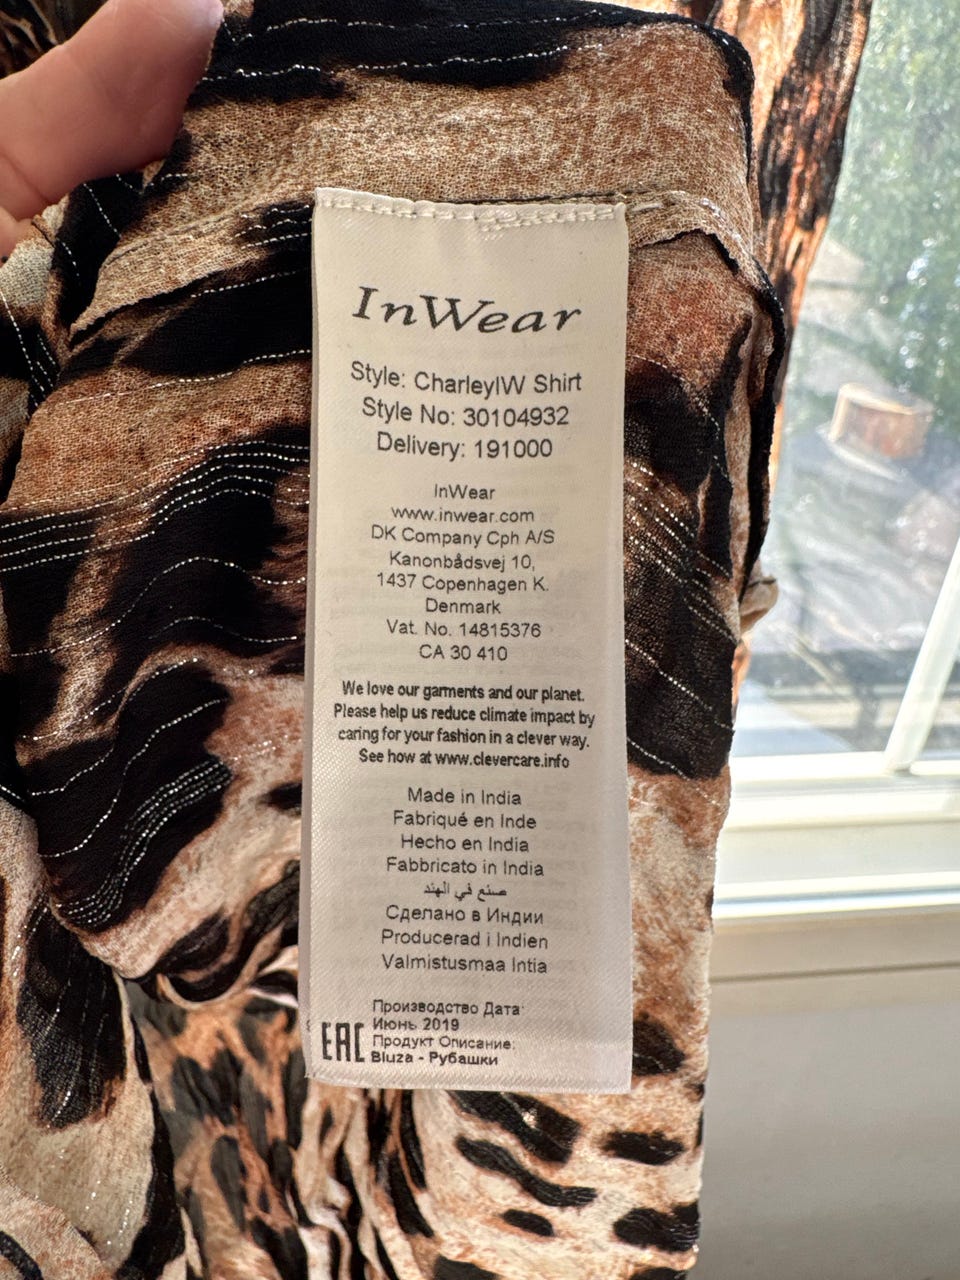 InWear
Style: CharleyIW Shirt
Style No: 30104932
Delivery: 191000
InWear
www.inwear.com
DK Company Cph A/S
Kanonbådsvej 10,
1437 Copenhagen K.
Denmark
Vat. No. 14815376
CA 30 410
We love our garments and our planet.
Please help us reduce climate impact by
caring for your fashion in a clever way.
See how at www.clevercare.info
Made in India
Fabriqué en Inde
Hecho en India
Fabbricato in India
صنع في الهند
Сделано в Индии
Producerad i Indien
Valmistusmaa Intia
Производство Дата:
Июнь 2019
EAC Продукт Описание:
Bluza - Рубашки